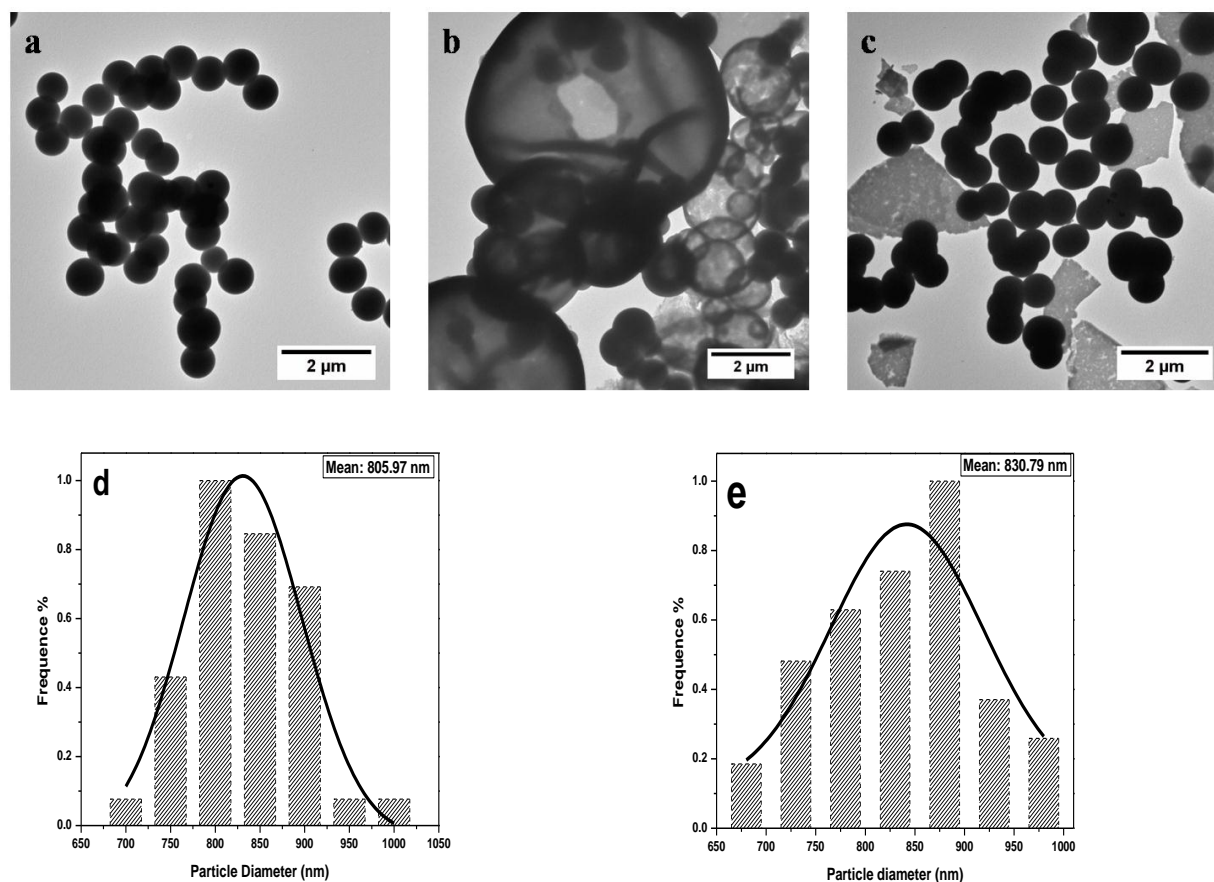 a
b
c
2 µm
2 µm
2 µm
d
Mean: 805.97 nm
1.0
0.8
0.6
0.4
0.2
0.0
Frequence %
650 700 750 800 850 900 950 1000 1050
Particle Diameter (nm)
e
Mean: 830.79 nm
1.0
0.8
0.6
0.4
0.2
0.0
Frequence %
650 700 750 800 850 900 950 1000
Particle diameter (nm)